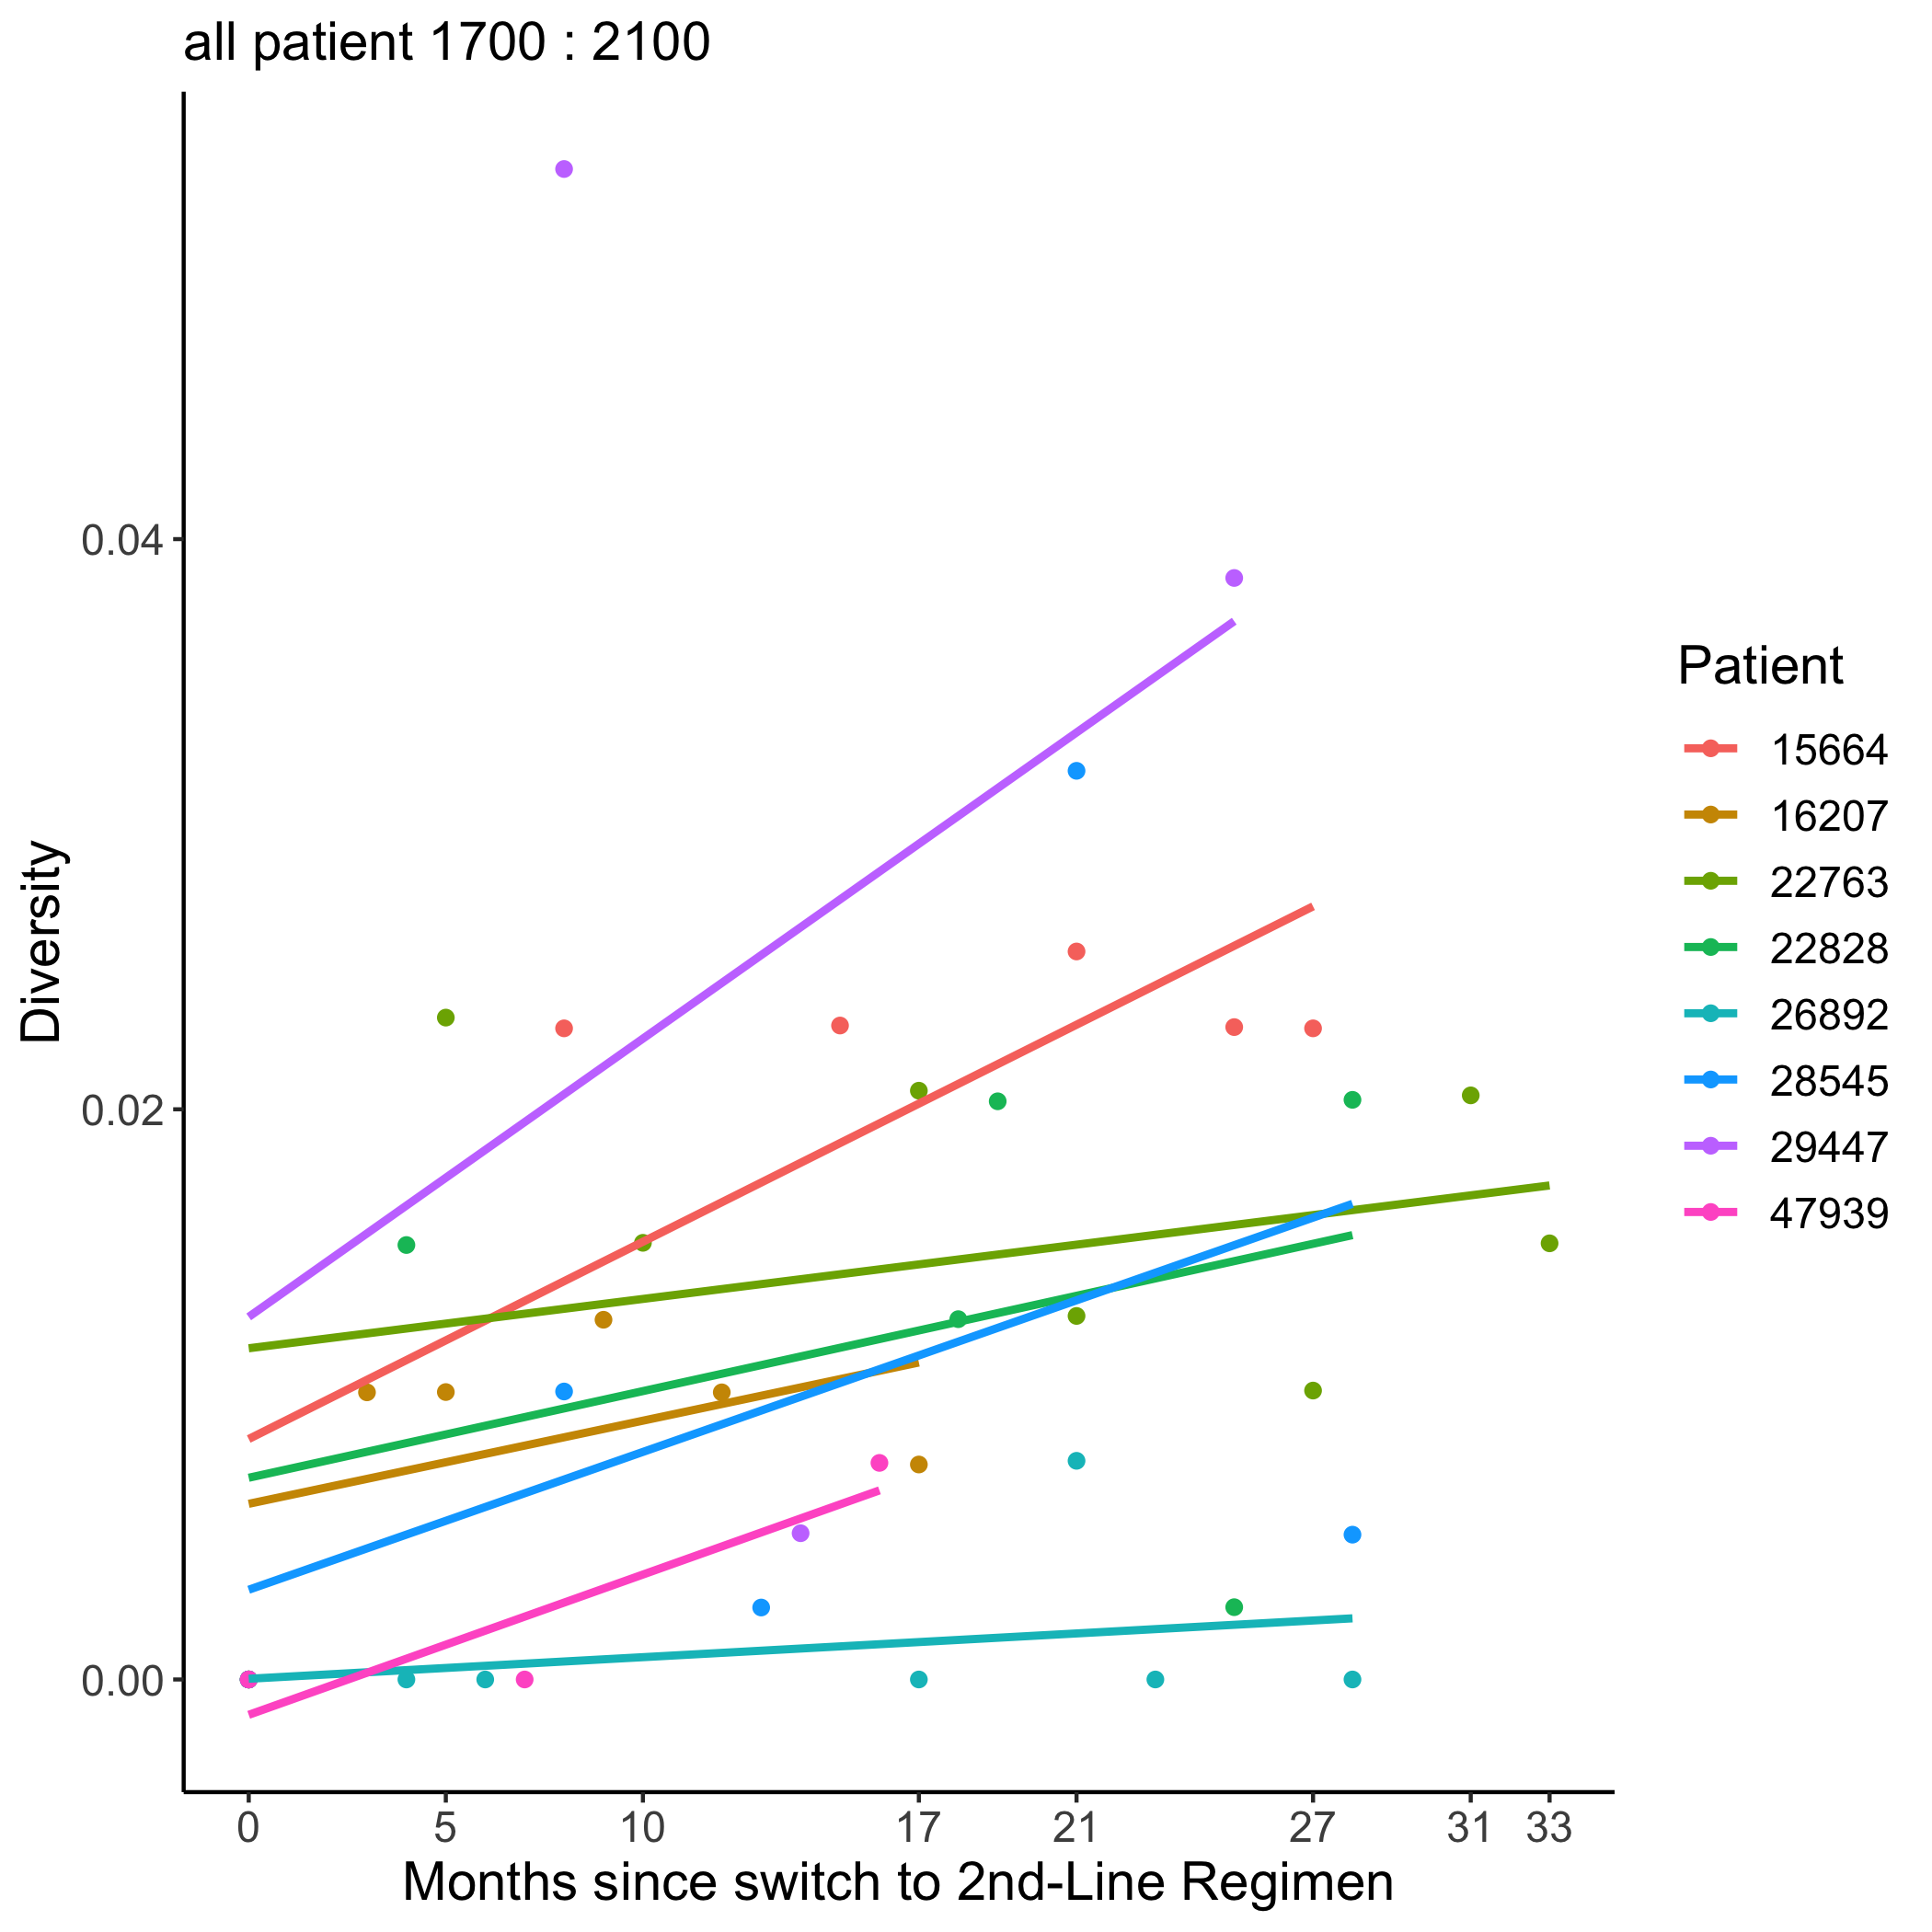 all patient 1700 : 2100
Diversity
0.04
0.02
0.00
0 5 10 17 21 27 31 33
Months since switch to 2nd-Line Regimen
Patient
15664
16207
22763
22828
26892
28545
29447
47939